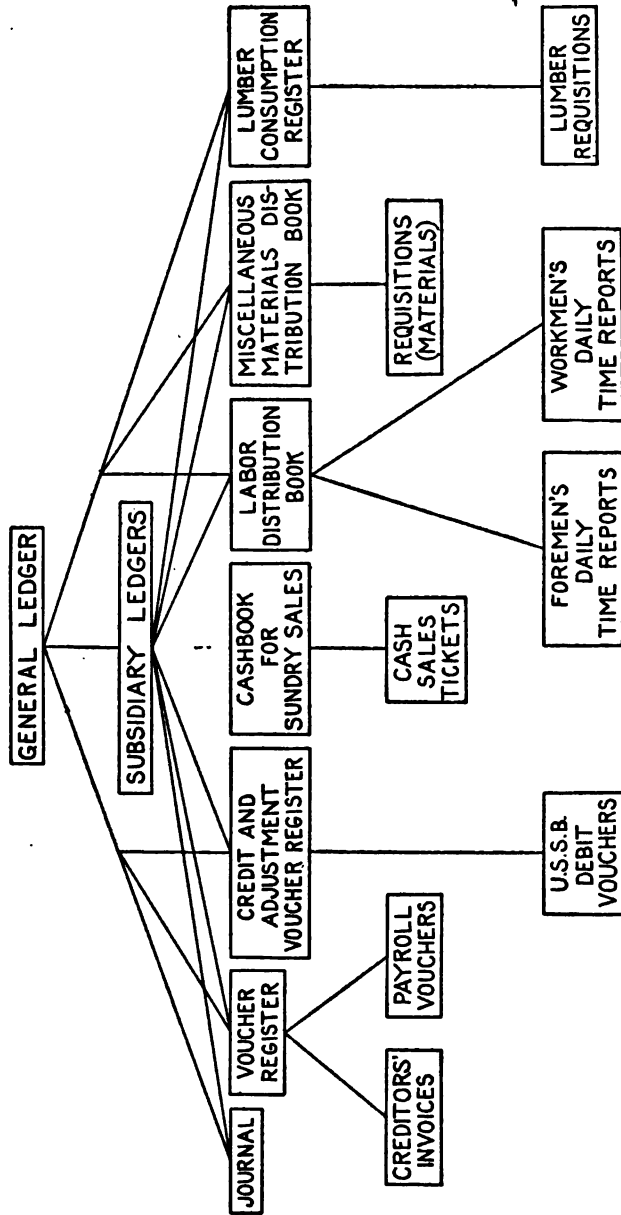 GENERAL LEDGER
SUBSIDIARY LEDGERS
JOURNAL
VOUCHER
REGISTER
CREDIT AND
ADJUSTMENT
VOUCHER REGISTER
CASHBOOK
FOR
SUNDRY SALES
LABOR
DISTRIBUTION
BOOK
MISCELLANEOUS
MATERIALS DIS-
TRIBUTION BOOK
LUMBER
CONSUMPTION
REGISTER
CREDITORS'
INVOICES
PAYROLL
VOUCHERS
CASH
SALES
TICKETS
REQUISITIONS
(MATERIALS)
U.S.S.B.
DEBIT
VOUCHERS
FOREMEN'S
DAILY
TIME REPORTS
WORKMEN'S
DAILY
TIME REPORTS
LUMBER
REQUISITIONS